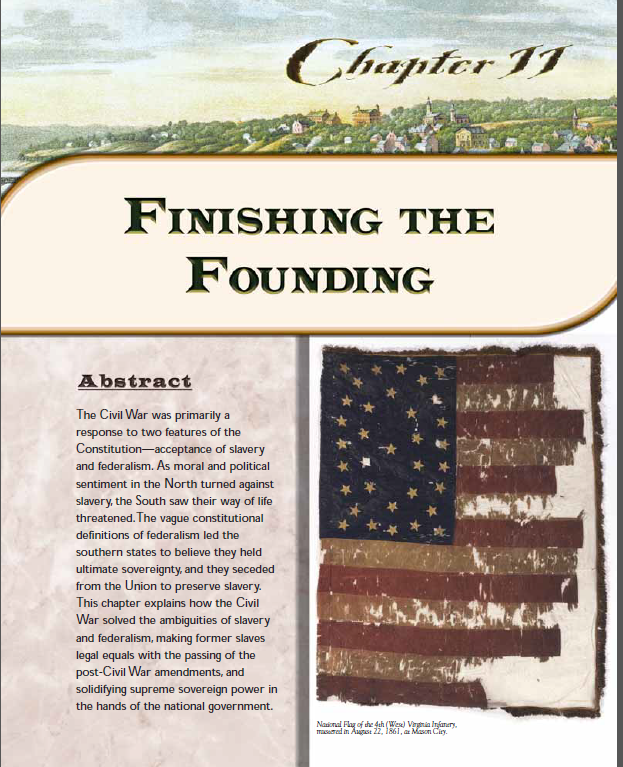 Chapter 11
FINISHING THE
FOUNDING
Abstract
The Civil War was primarily a
response to two features of the
Constitution—acceptance of slavery
and federalism. As moral and political
sentiment in the North turned against
slavery, the South saw their way of life
threatened. The vague constitutional
definitions of federalism led the
southern states to believe they held
ultimate sovereignty, and they seceded
from the Union to preserve slavery.
This chapter explains how the Civil
War solved the ambiguities of slavery
and federalism, making former slaves
legal equals with the passing of the
post-Civil War amendments, and
solidifying supreme sovereign power in
the hands of the national government.
National Flag of the 4th (West) Virginia Infantry,
mustered in August 22, 1861, at Mason City.